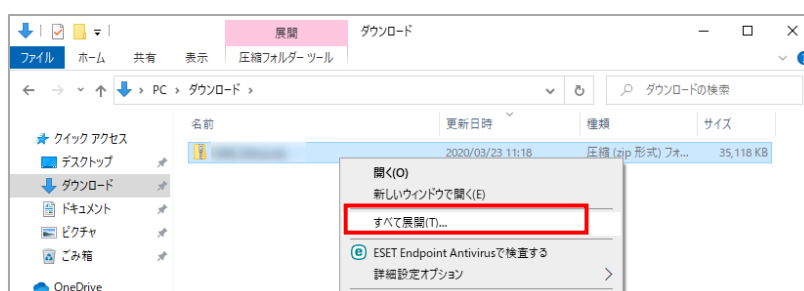 展開 ダウンロード
ファイル ホーム 共有 表示 圧縮フォルダー ツール
PC ダウンロード ダウンロードの検索
名前 更新日時 種類 サイズ
クイック アクセス
2020/03/23 11:18 圧縮 (zip 形式) フォ... 35,118 KB
デスクトップ
開く(O)
ダウンロード
新しいウィンドウで開く(E)
ドキュメント
すべて展開(T)...
ピクチャ
ESET Endpoint Antivirusで検査する
ごみ箱
詳細設定オプション
OneDrive